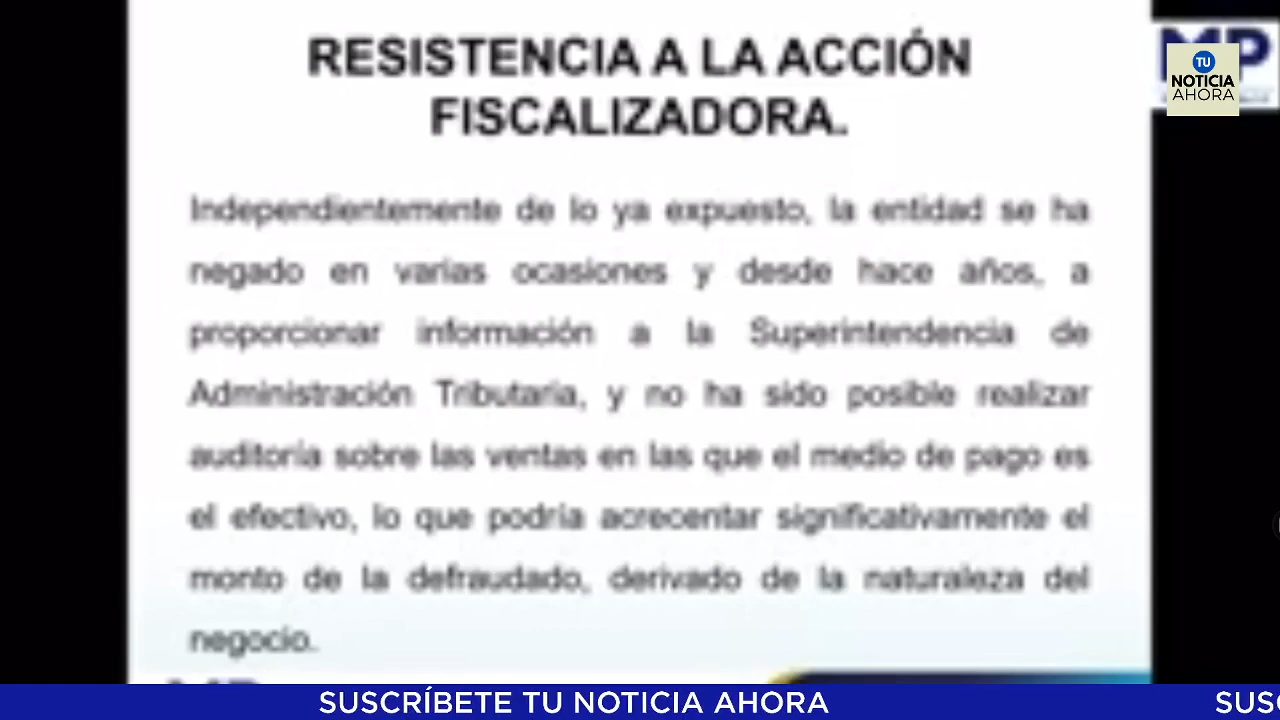 RESISTENCIA A LA ACCIÓN
FISCALIZADORA.
MP
TU
NOTICIA
AHORA
Independientemente de lo ya expuesto, la entidad se ha
negado en varias ocasiones y desde hace años, a
proporcionar información a la Superintendencia de
Administración Tributaria, y no ha sido posible realizar
auditoría sobre las ventas en las que el medio de pago es
el efectivo, lo que podría acrecentar significativamente el
monto de la defraudado, derivado de la naturaleza del
negocio.
SUSCRÍBETE TU NOTICIA AHORA
SUSC